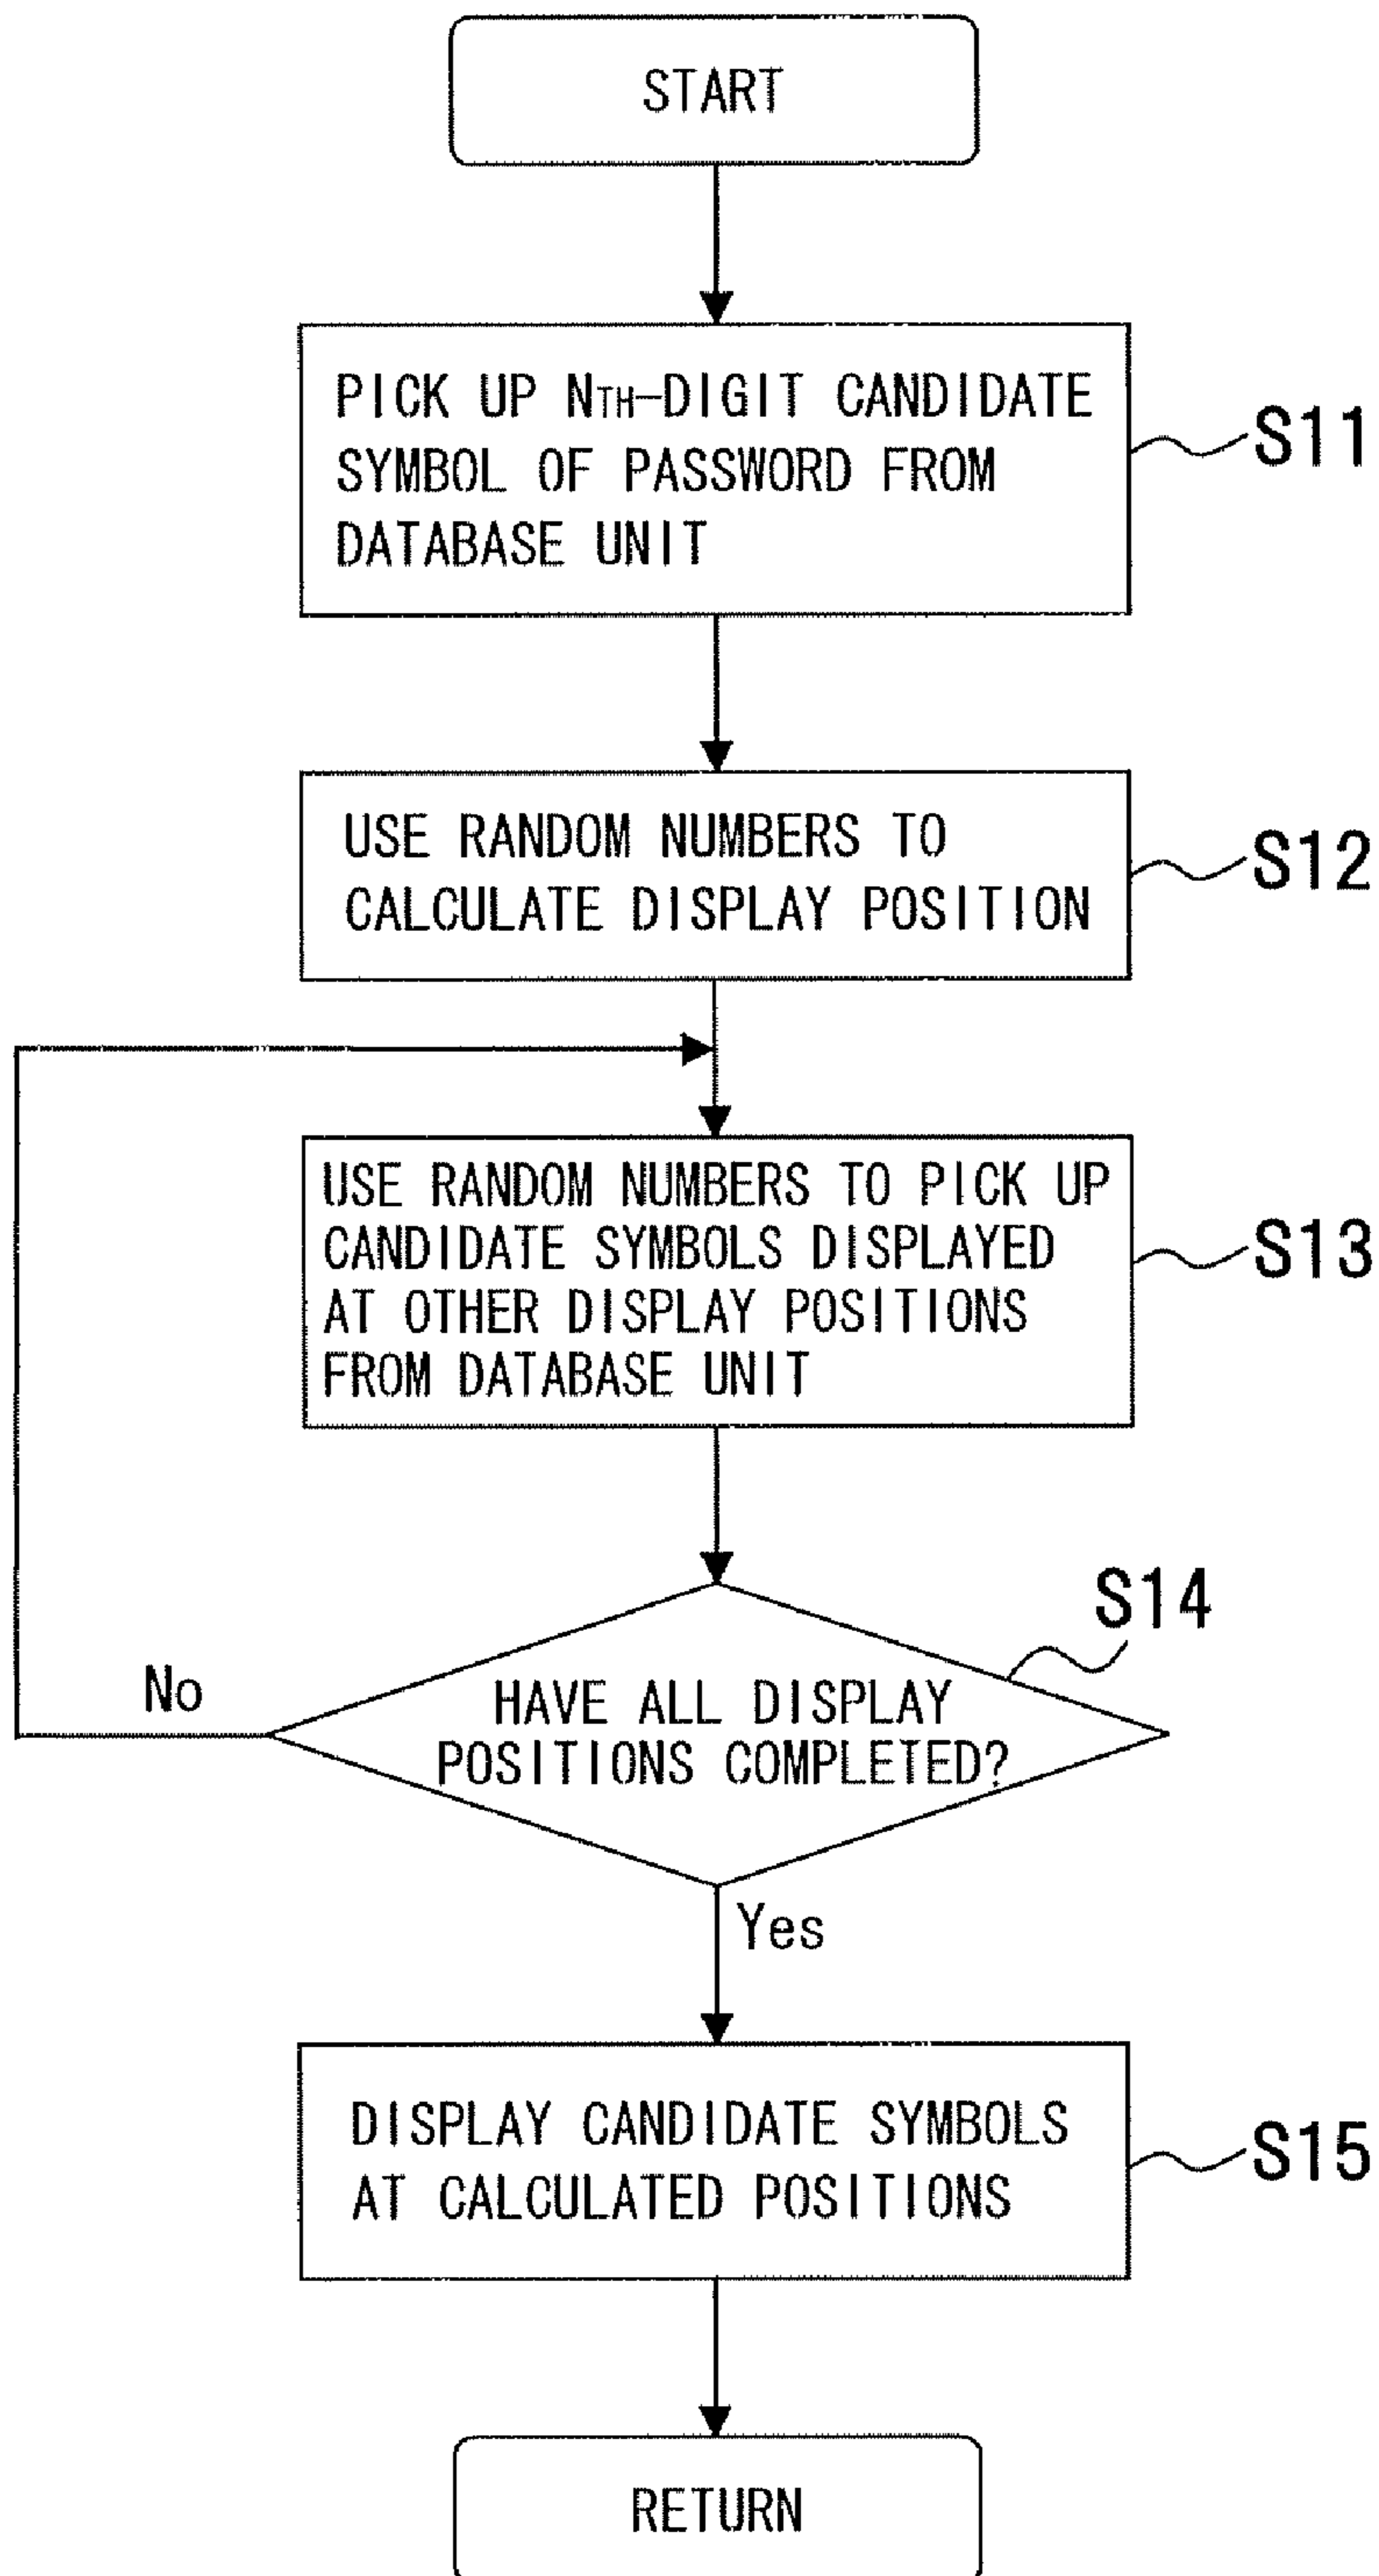 START
PICK UP NTH-DIGIT CANDIDATE
SYMBOL OF PASSWORD FROM
DATABASE UNIT
S11
USE RANDOM NUMBERS TO
CALCULATE DISPLAY POSITION
S12
USE RANDOM NUMBERS TO PICK UP
CANDIDATE SYMBOLS DISPLAYED
AT OTHER DISPLAY POSITIONS
FROM DATABASE UNIT
S13
S14
HAVE ALL DISPLAY
POSITIONS COMPLETED?
No
Yes
DISPLAY CANDIDATE SYMBOLS
AT CALCULATED POSITIONS
S15
RETURN